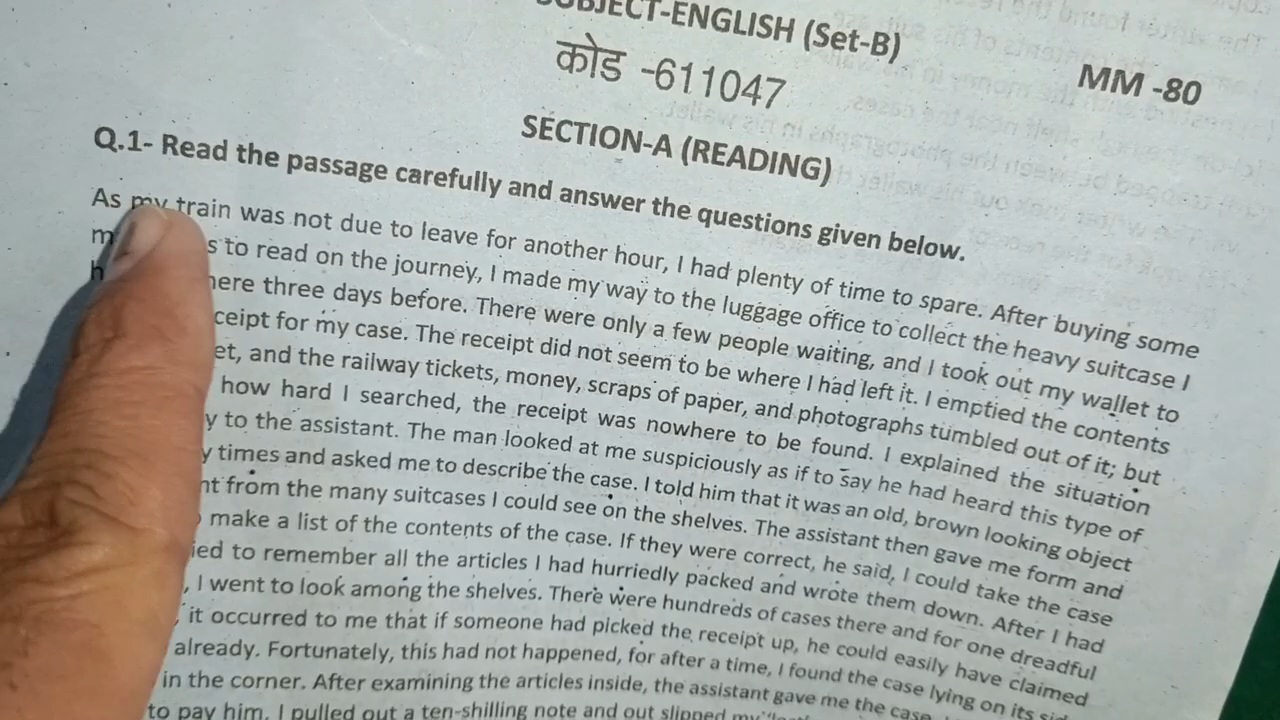 SUBJECT-ENGLISH (Set-B)
कोड -611047
MM -80
SECTION-A (READING)
Q.1- Read the passage carefully and answer the questions given below.
As my train was not due to leave for another hour, I had plenty of time to spare. After buying some
to read on the journey, I made my way to the luggage office to collect the heavy suitcase I
three days before. There were only a few people waiting, and I took out my wallet to
for my case. The receipt did not seem to be where I had left it. I emptied the contents
and the railway tickets, money, scraps of paper, and photographs tumbled out of it; but
how hard I searched, the receipt was nowhere to be found. I explained the situation
to the assistant. The man looked at me suspiciously as if to say he had heard this type of
times and asked me to describe the case. I told him that it was an old, brown looking object
from the many suitcases I could see on the shelves. The assistant then gave me form and
make a list of the contents of the case. If they were correct, he said, I could take the case
to remember all the articles I had hurriedly packed and wrote them down. After I had
, I went to look among the shelves. There were hundreds of cases there and for one dreadful
it occurred to me that if someone had picked the receipt up, he could easily have claimed
already. Fortunately, this had not happened, for after a time, I found the case lying on its
in the corner. After examining the articles inside, the assistant gave me the case.
to pay him. I pulled out a ten-shilling note and out slipped my